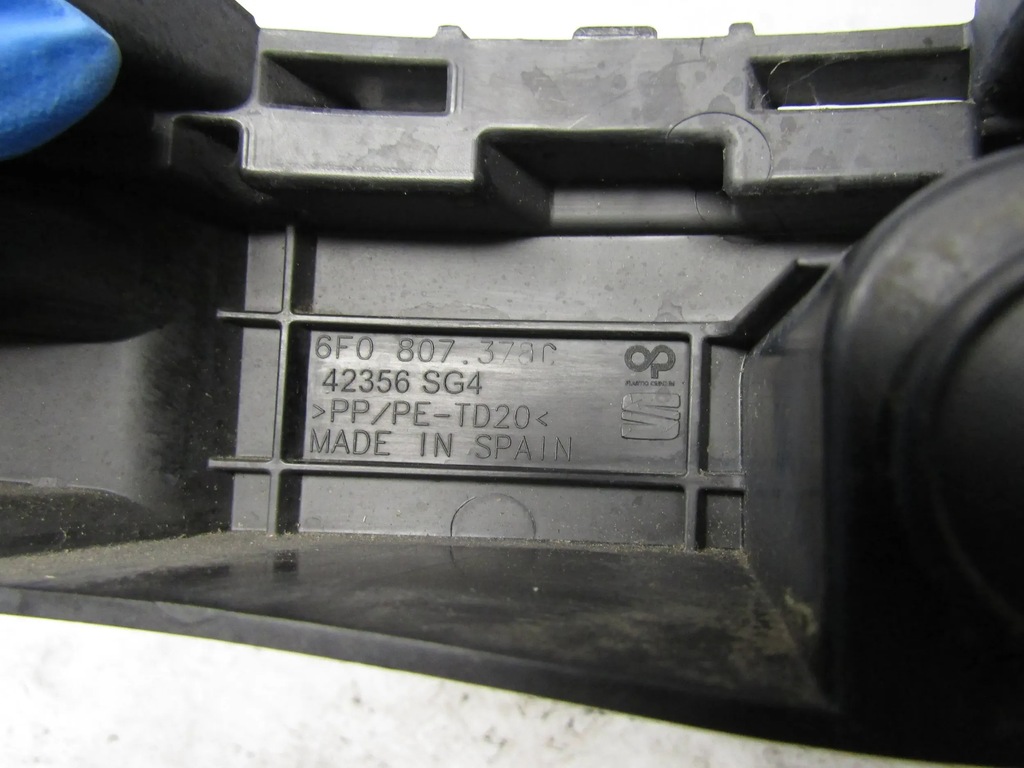 6F0 807.378C
42356 SG4
>PP/PE-TD20<
MADE IN SPAIN